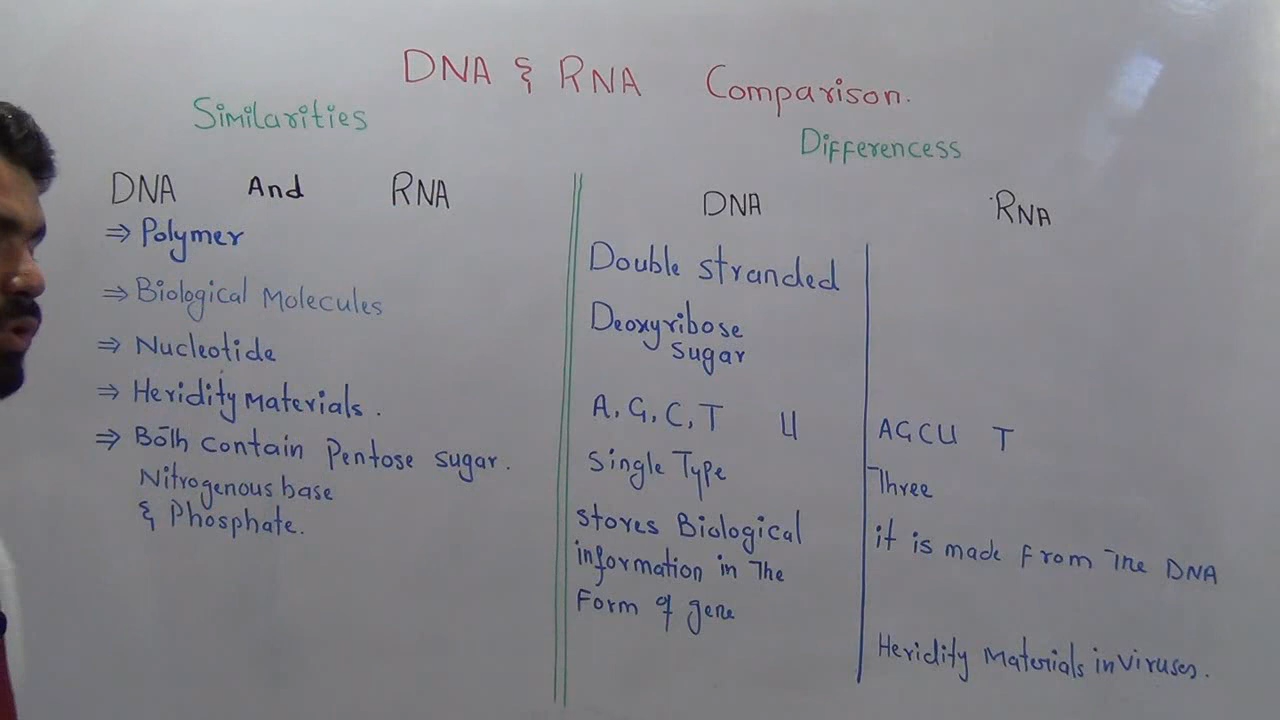 DNA & RNA Comparison.
Similarities
Differencess
DNA And RNA
⇒ Polymer
⇒ Biological Molecules
⇒ Nucleotide
⇒ Heridity Materials.
⇒ Both contain Pentose sugar.
Nitrogenous base
& Phosphate.
DNA RNA
Double stranded
Deoxyribose
sugar
A, G, C, T U AGCU T
Single Type Three
stores Biological it is made from The DNA
information in The
Form of gene
Heridity Materials in Viruses.